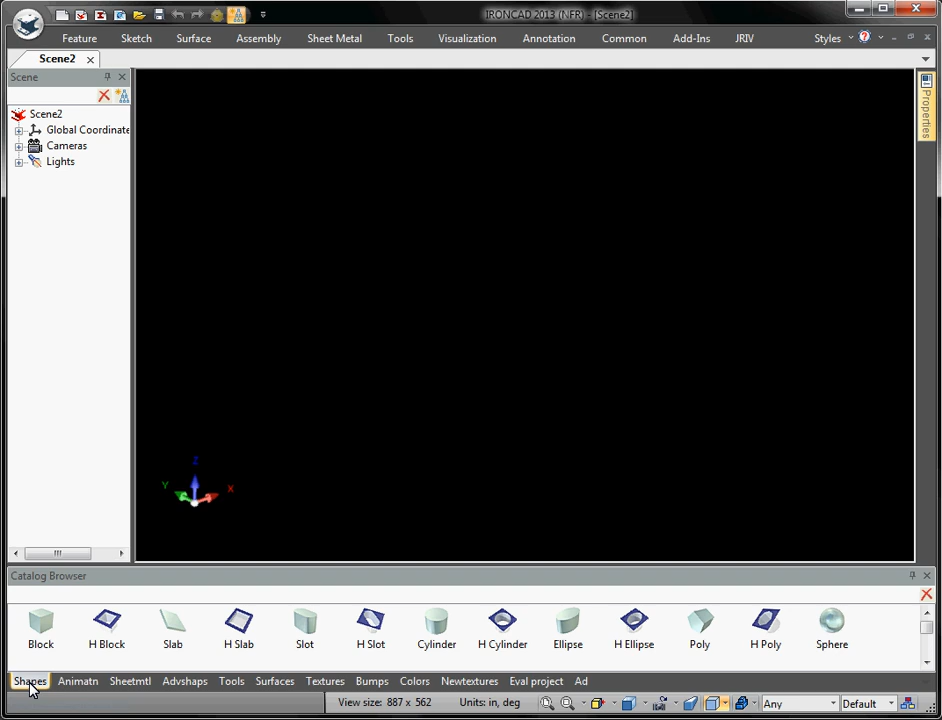 IRONCAD 2013 (NFR) - [Scene2]
Feature Sketch Surface Assembly Sheet Metal Tools Visualization Annotation Common Add-Ins JRIV Styles
Scene2
Scene
Properties
Scene2
Global Coordinate
Cameras
Lights
Z
Y X
Catalog Browser
Block H Block Slab H Slab Slot H Slot Cylinder H Cylinder Ellipse H Ellipse Poly H Poly Sphere
Shapes Animatn Sheetmtl Advshaps Tools Surfaces Textures Bumps Colors Newtextures Eval project Ad
View size: 887 x 562 Units: in, deg Any Default